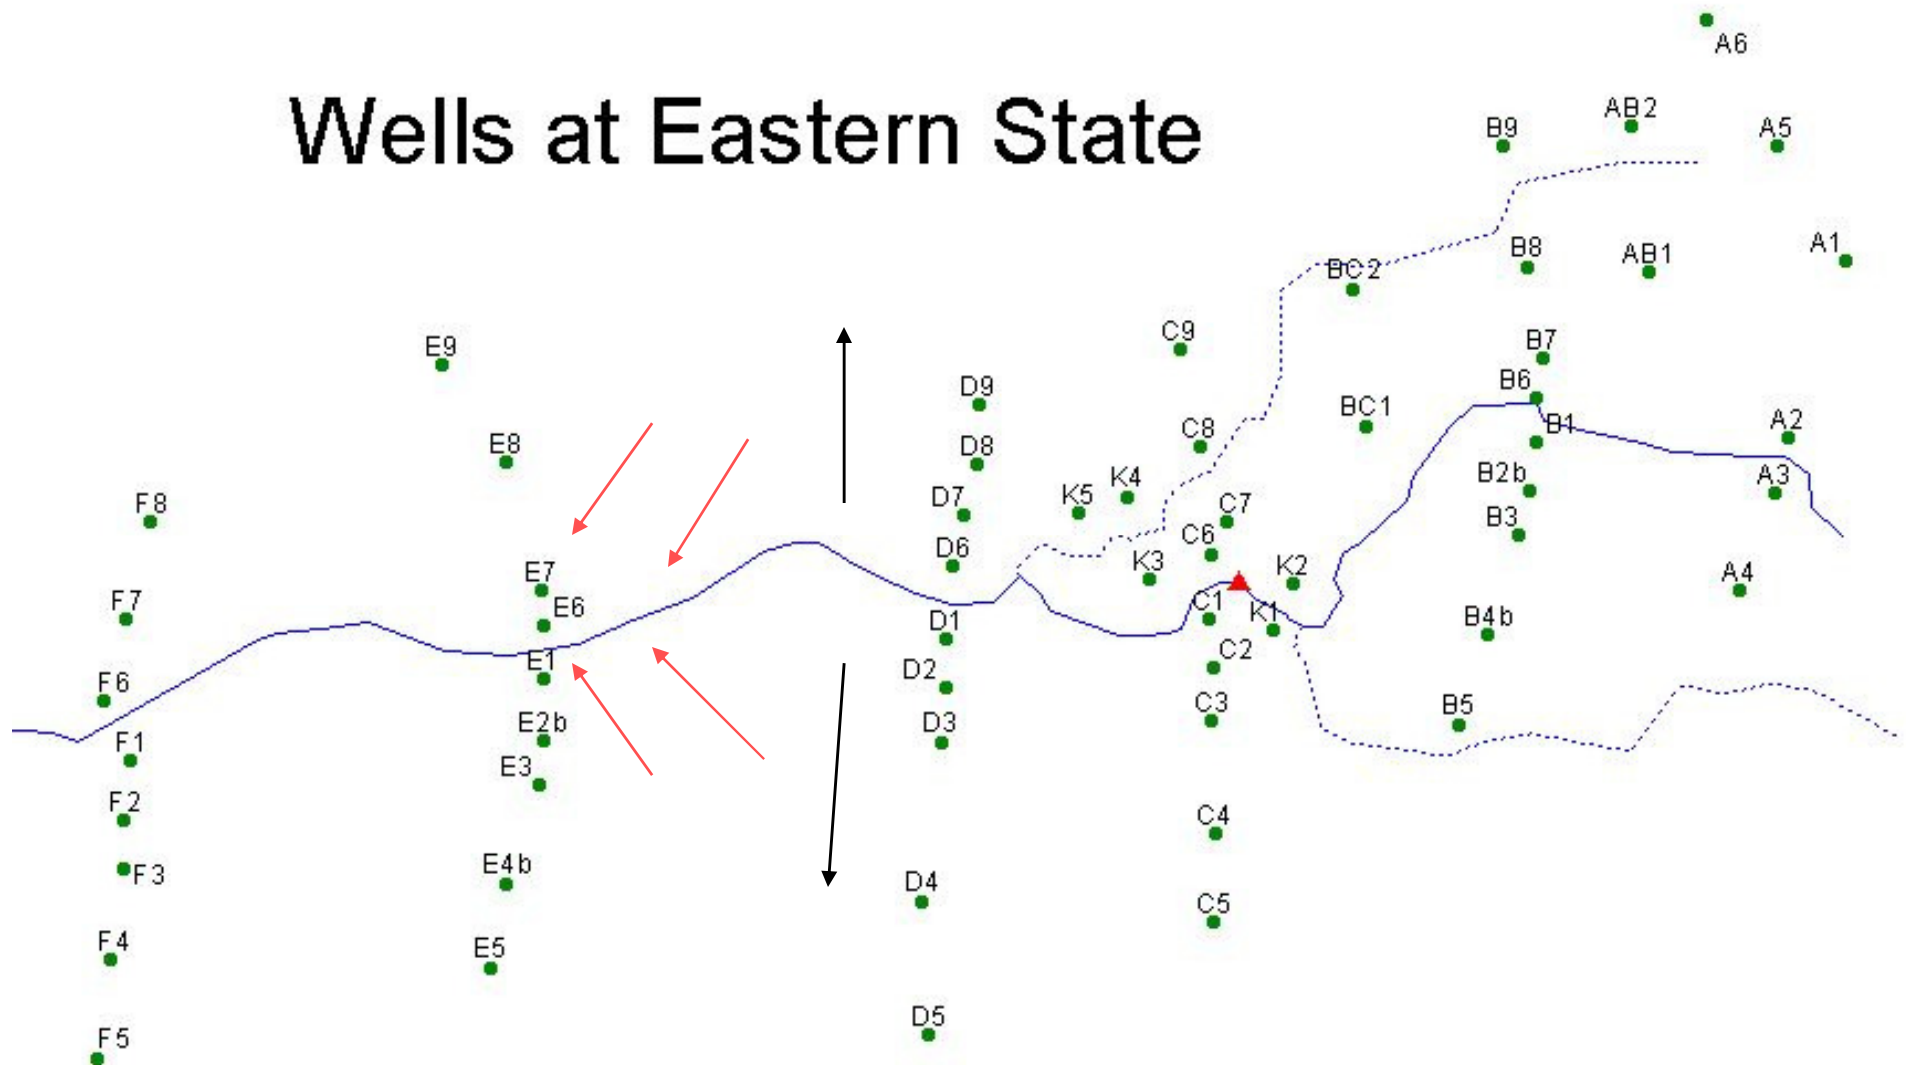 A6
Wells at Eastern State
AB2
B9
A5
A1
B8
AB1
BC2
C9
E9
B7
D9
B6
BC1
A2
B1
C8
E8
D8
B2b
A3
K4
K5
D7
F8
C7
B3
C6
D6
K3
K2
E7
A4
F7
E6
C1
K1
B4b
D1
C2
E1
D2
F6
C3
B5
E2b
D3
F1
E3
F2
C4
E4b
F3
D4
C5
F4
E5
D5
F5